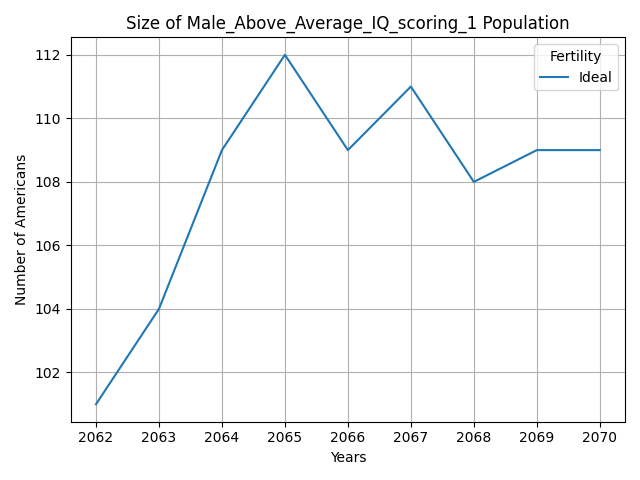 Size of Male_Above_Average_IQ_scoring_1 Population
Fertility
Ideal
Number of Americans
112
110
108
106
104
102
2062 2063 2064 2065 2066 2067 2068 2069 2070
Years